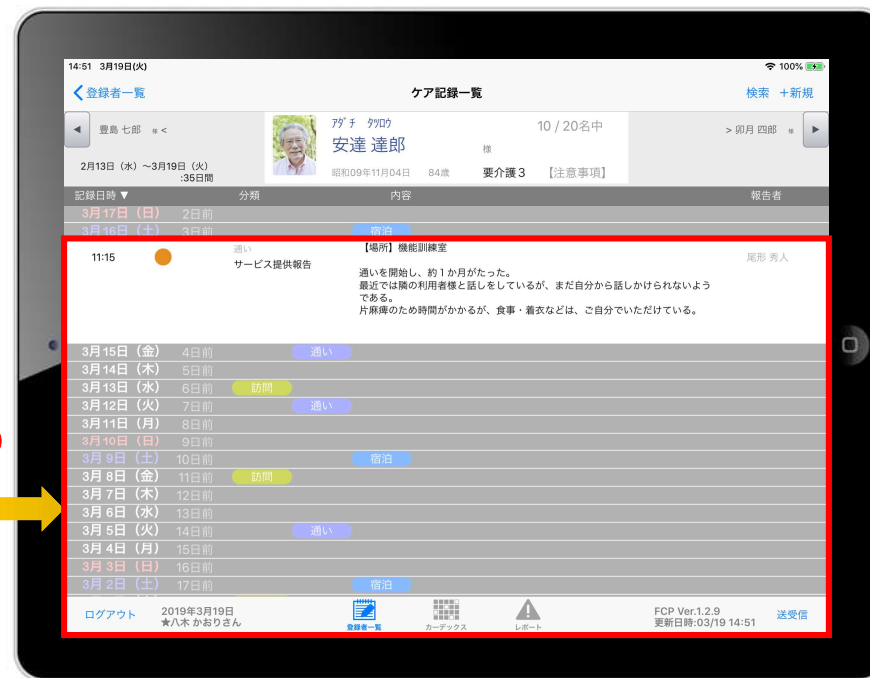 14:51 3月19日(火) 100%
登録者一覧 ケア記録一覧 検索 +新規
豊島 七郎 様 < アダチ タツロウ 10 / 20名中 > 卯月 四郎 様
安達 達郎 様
2月13日（水）～3月19日（火）
:35日間
昭和09年11月04日 84歳 要介護3 【注意事項】
記録日時▼ 分類 内容 報告者
3月17日（日） 2日前
3月16日（土） 3日前 宿泊
11:15 通い 【場所】機能訓練室 尾形 秀人
サービス提供報告
通いを開始し、約1か月がたった。
最近では隣の利用者様と話しをしているが、まだ自分から話しかけられないよう
である。
片麻痺のため時間がかかるが、食事・着衣などは、ご自分でいただけている。
3月15日（金） 4日前 通い
3月14日（木） 5日前
3月13日（水） 6日前 訪問
3月12日（火） 7日前 通い
3月11日（月） 8日前
3月10日（日） 9日前
3月 9日（土） 10日前 宿泊
3月 8日（金） 11日前 訪問
3月 7日（木） 12日前
3月 6日（水） 13日前
3月 5日（火） 14日前 通い
3月 4日（月） 15日前
3月 3日（日） 16日前
3月 2日（土） 17日前 宿泊
ログアウト 2019年3月19日 FCP Ver.1.2.9 送受信
★八木 かおりさん 登録者一覧 カーデックス レポート 更新日時:03/19 14:51